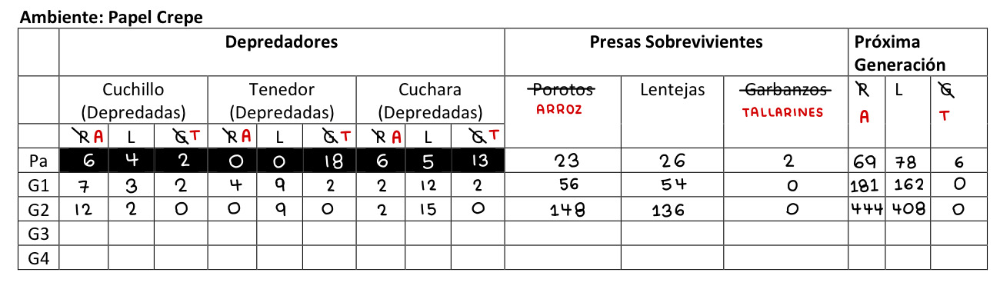 Ambiente: Papel Crepe
Depredadores Presas Sobrevivientes Próxima Generación
Cuchillo (Depredadas) Tenedor (Depredadas) Cuchara (Depredadas) Porotos ARROZ Lentejas Garbanzos TALLARINES R A L G T
R A L G T R A L G T R A L G T
Pa 6 4 2 0 0 18 6 5 13 23 26 2 69 78 6
G1 7 3 2 4 9 2 2 12 2 56 54 0 181 162 0
G2 12 2 0 0 9 0 2 15 0 148 136 0 444 408 0
G3
G4